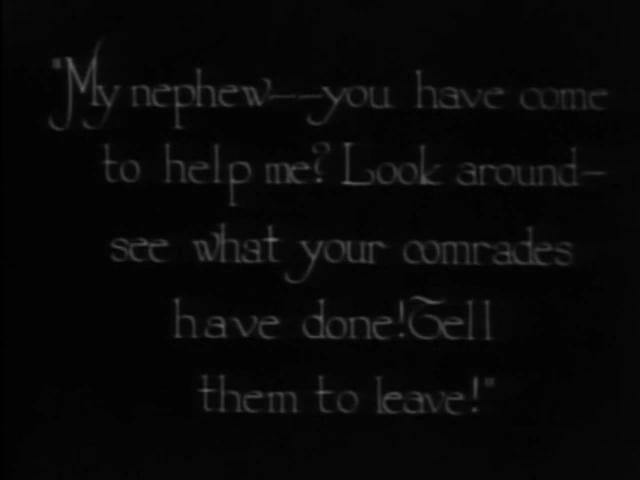 "My nephew——you have come
to help me? Look around—
see what your comrades
have done! Tell
them to leave!"